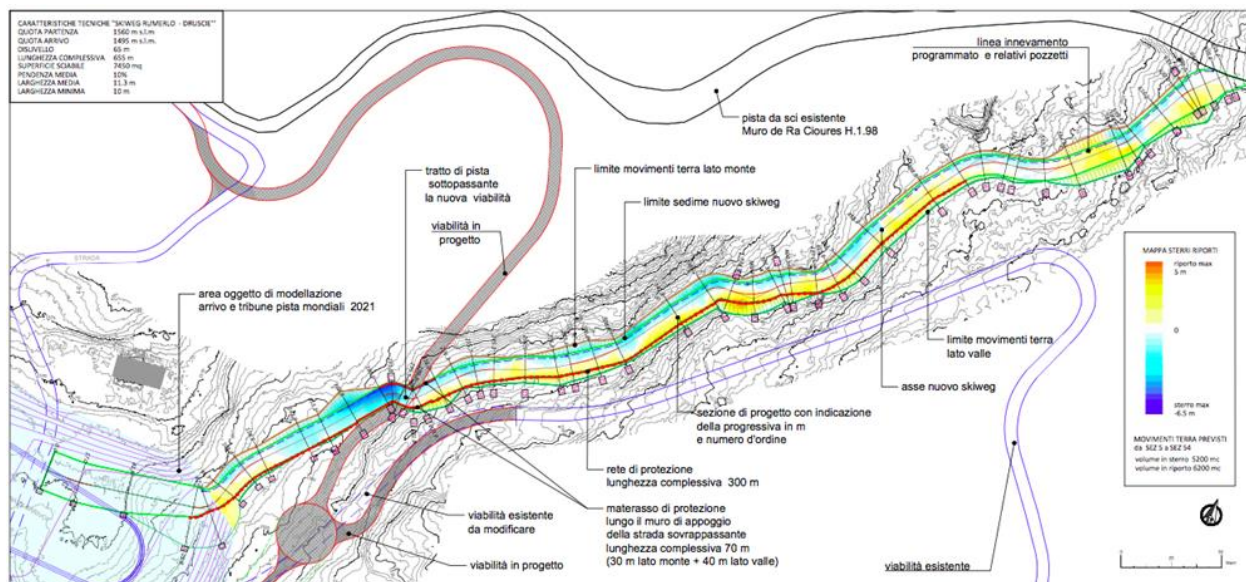 CARATTERISTICHE TECNICHE "SKIWEG RUMERLO - DRUSCIE'"
QUOTA PARTENZA 1560 m s.l.m
QUOTA ARRIVO 1495 m s.l.m.
DISLIVELLO 65 m
LUNGHEZZA COMPLESSIVA 655 m
SUPERFICIE SCIABILE 7450 mq
PENDENZA MEDIA 10%
LARGHEZZA MEDIA 11.3 m
LARGHEZZA MINIMA 10 m
linea innevamento
programmato e relativi pozzetti
pista da sci esistente
Muro de Ra Cioures H.1.98
tratto di pista
sottopassante
la nuova viabilità
limite movimenti terra lato monte
limite sedime nuovo skiweg
viabilità in
progetto
STRADA
area oggetto di modellazione
arrivo e tribune pista mondiali 2021
MAPPA STERRI RIPORTI
riporto max
5 m
0
sterro max
-6.5 m
MOVIMENTI TERRA PREVISTI
da SEZ 5 a SEZ 54
volume in sterro 5200 mc
volume in riporto 6200 mc
limite movimenti terra
lato valle
asse nuovo skiweg
sezione di progetto con indicazione
della progressiva in m
e numero d'ordine
rete di protezione
lunghezza complessiva 300 m
viabilità esistente
da modificare
materasso di protezione
lungo il muro di appoggio
della strada sovrappassante
lunghezza complessiva 70 m
(30 m lato monte + 40 m lato valle)
viabilità in progetto
viabilità esistente